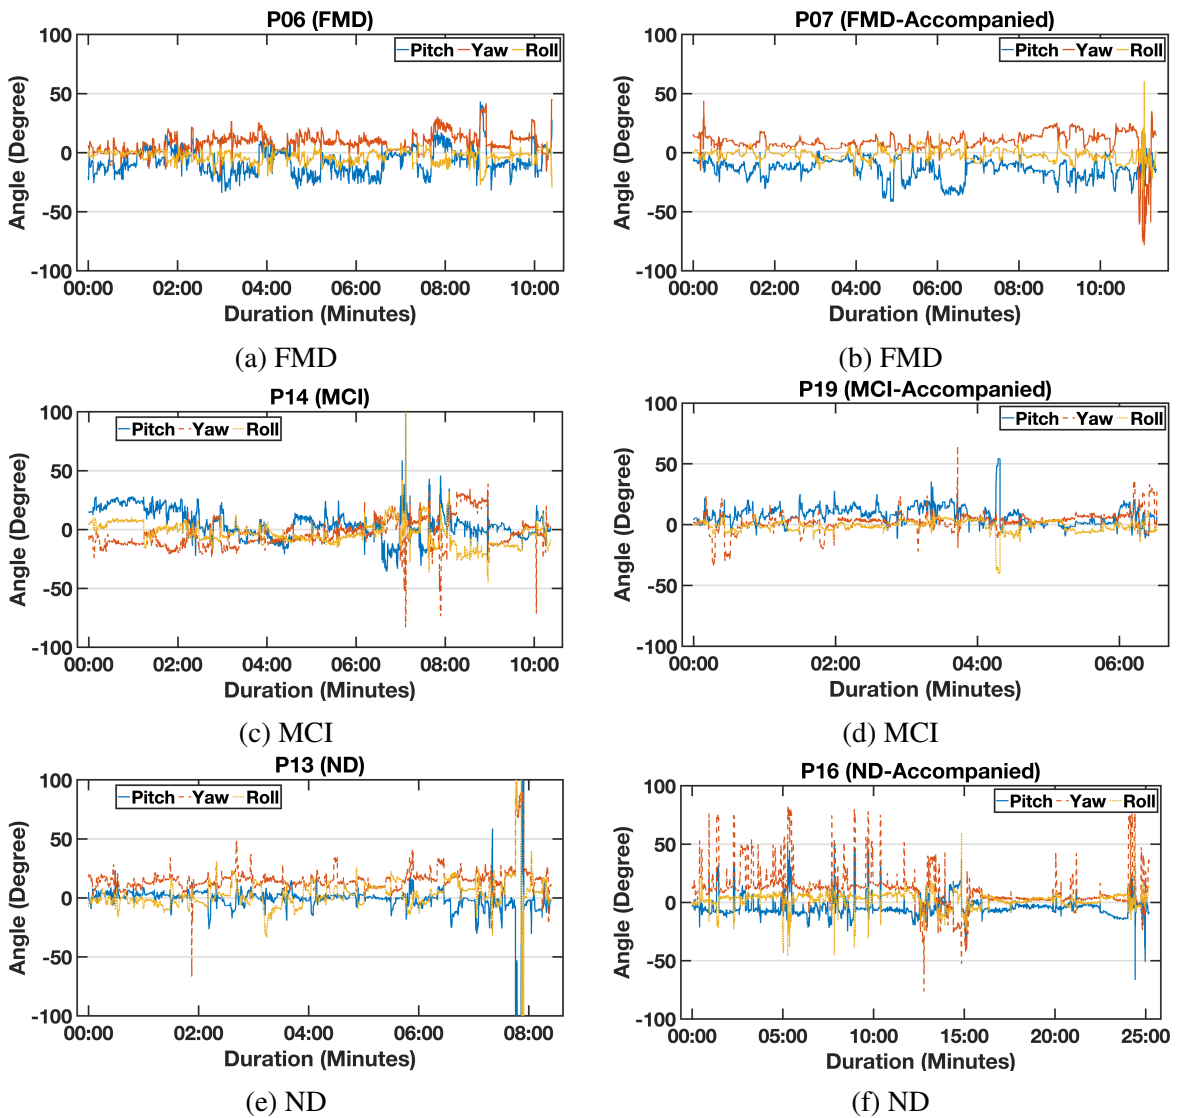 P06 (FMD)
Pitch Yaw Roll
100
50
0
-50
-100
Angle (Degree)
00:00 02:00 04:00 06:00 08:00 10:00
Duration (Minutes)
(a) FMD
P07 (FMD-Accompanied)
Pitch Yaw Roll
100
50
0
-50
-100
Angle (Degree)
00:00 02:00 04:00 06:00 08:00 10:00
Duration (Minutes)
(b) FMD
P14 (MCI)
Pitch Yaw Roll
100
50
0
-50
-100
Angle (Degree)
00:00 02:00 04:00 06:00 08:00 10:00
Duration (Minutes)
(c) MCI
P19 (MCI-Accompanied)
Pitch Yaw Roll
100
50
0
-50
-100
Angle (Degree)
00:00 02:00 04:00 06:00
Duration (Minutes)
(d) MCI
P13 (ND)
Pitch Yaw Roll
100
50
0
-50
-100
Angle (Degree)
00:00 02:00 04:00 06:00 08:00
Duration (Minutes)
(e) ND
P16 (ND-Accompanied)
Pitch Yaw Roll
100
50
0
-50
-100
Angle (Degree)
00:00 05:00 10:00 15:00 20:00 25:00
Duration (Minutes)
(f) ND